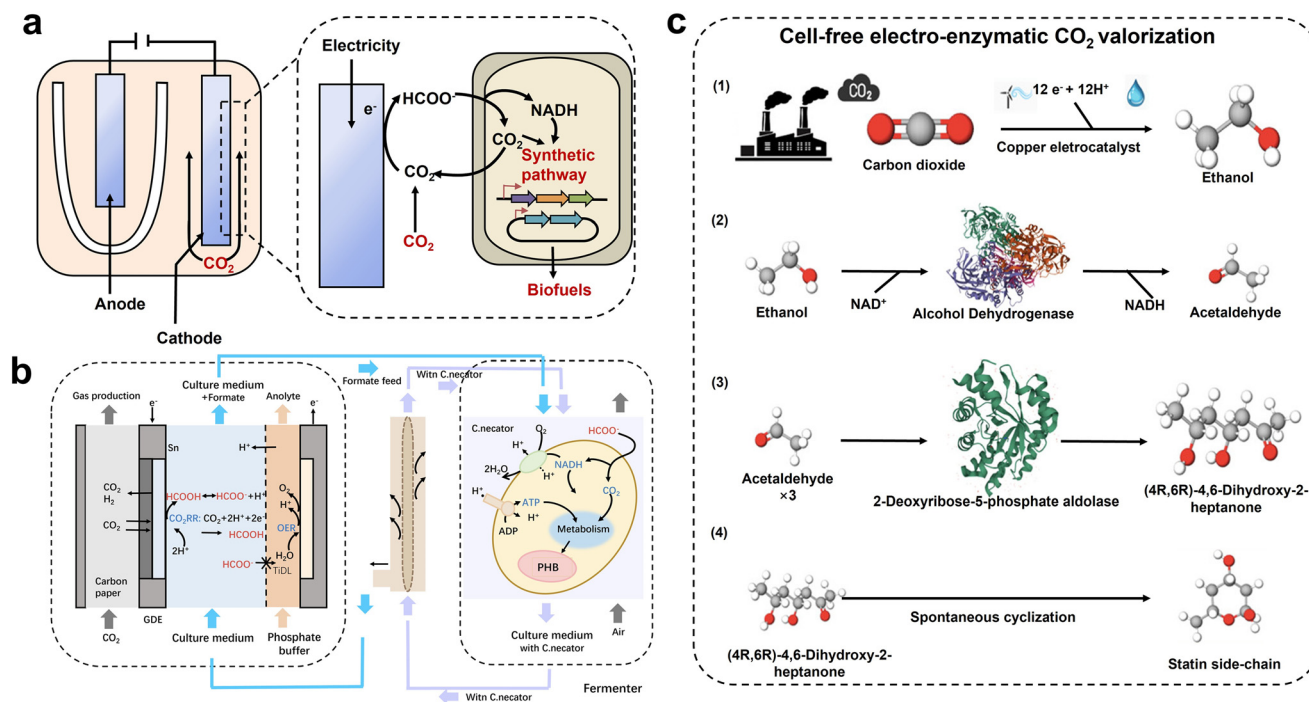 a
Electricity
e-
HCOO-
NADH
CO2
CO2
Synthetic
pathway
CO2
CO2
Biofuels
Anode
Cathode
b
Gas production
e-
Culture medium
+Formate
Anolyte
e-
Formate feed
Witn C.necator
Sn
H+
CO2
H2
CO2
HCOOH↔HCOO-+H+
CO2RR: CO2+2H++2e-
HCOOH
2H+
O2
H+
OER
H2O
HCOO-
TiDL
Carbon
paper
CO2
GDE
Culture medium
Phosphate
buffer
C.necator
O2
HCOO-
H+
2H2O
H+
NADH
H+
ATP
H+
ADP
CO2
Metabolism
PHB
Culture medium
with C.necator
Air
Witn C.necator
Fermenter
c
Cell-free electro-enzymatic CO2 valorization
(1)
CO2
Carbon dioxide
12 e- + 12H+
Copper eletrocatalyst
Ethanol
(2)
Ethanol
NAD+
Alcohol Dehydrogenase
NADH
Acetaldehyde
(3)
Acetaldehyde
×3
2-Deoxyribose-5-phosphate aldolase
(4R,6R)-4,6-Dihydroxy-2-
heptanone
(4)
(4R,6R)-4,6-Dihydroxy-2-
heptanone
Spontaneous cyclization
Statin side-chain